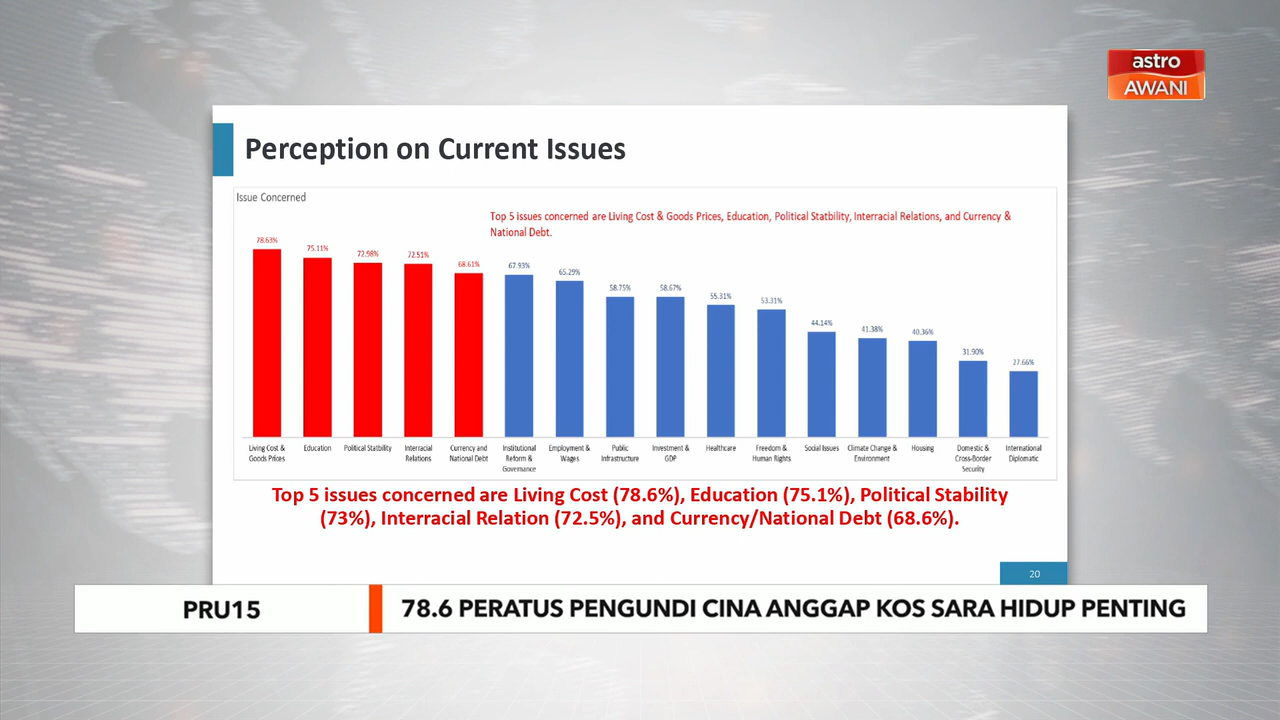 astro
AWANI
Perception on Current Issues
Issue Concerned
Top 5 issues concerned are Living Cost & Goods Prices, Education, Political Statbility, Interracial Relations, and Currency &
National Debt.
78.63%
75.11%
72.98%
72.51%
68.61%
67.93%
65.29%
58.75%
58.67%
55.31%
53.31%
44.14%
41.38%
40.36%
31.90%
27.66%
Living Cost &
Goods Prices
Education
Political Statbility
Interracial
Relations
Currency and
National Debt
Institutional
Reform &
Governance
Employment &
Wages
Public
Infrastructure
Investment &
GDP
Healthcare
Freedom &
Human Rights
Social Issues
Climate Change &
Environment
Housing
Domestic &
Cross-Border
Security
International
Diplomatic
Top 5 issues concerned are Living Cost (78.6%), Education (75.1%), Political Stability
(73%), Interracial Relation (72.5%), and Currency/National Debt (68.6%).
20
PRU15
78.6 PERATUS PENGUNDI CINA ANGGAP KOS SARA HIDUP PENTING